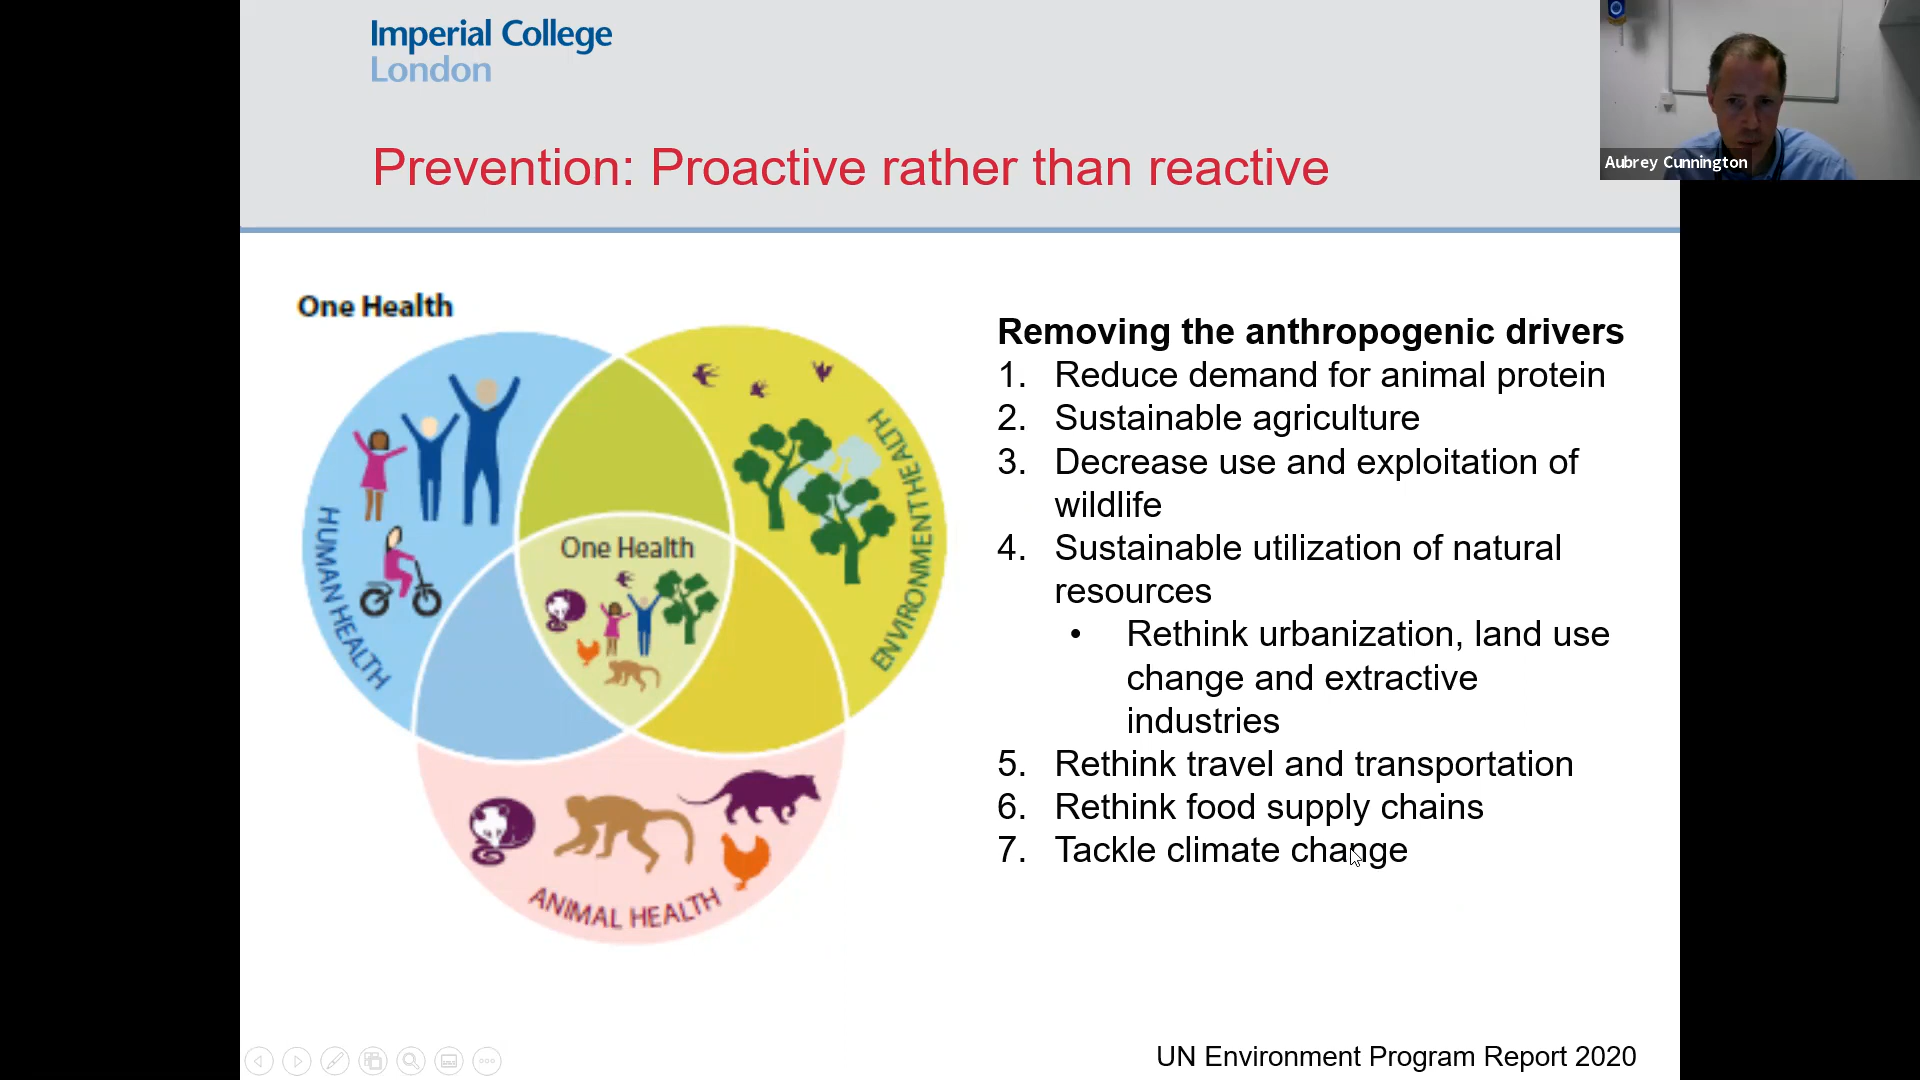 Imperial College
London
Aubrey Cunnington
Prevention: Proactive rather than reactive
One Health
HUMAN HEALTH
ENVIRONMENT HEALTH
One Health
ANIMAL HEALTH
Removing the anthropogenic drivers
1. Reduce demand for animal protein
2. Sustainable agriculture
3. Decrease use and exploitation of
wildlife
4. Sustainable utilization of natural
resources
• Rethink urbanization, land use
change and extractive
industries
5. Rethink travel and transportation
6. Rethink food supply chains
7. Tackle climate change
UN Environment Program Report 2020